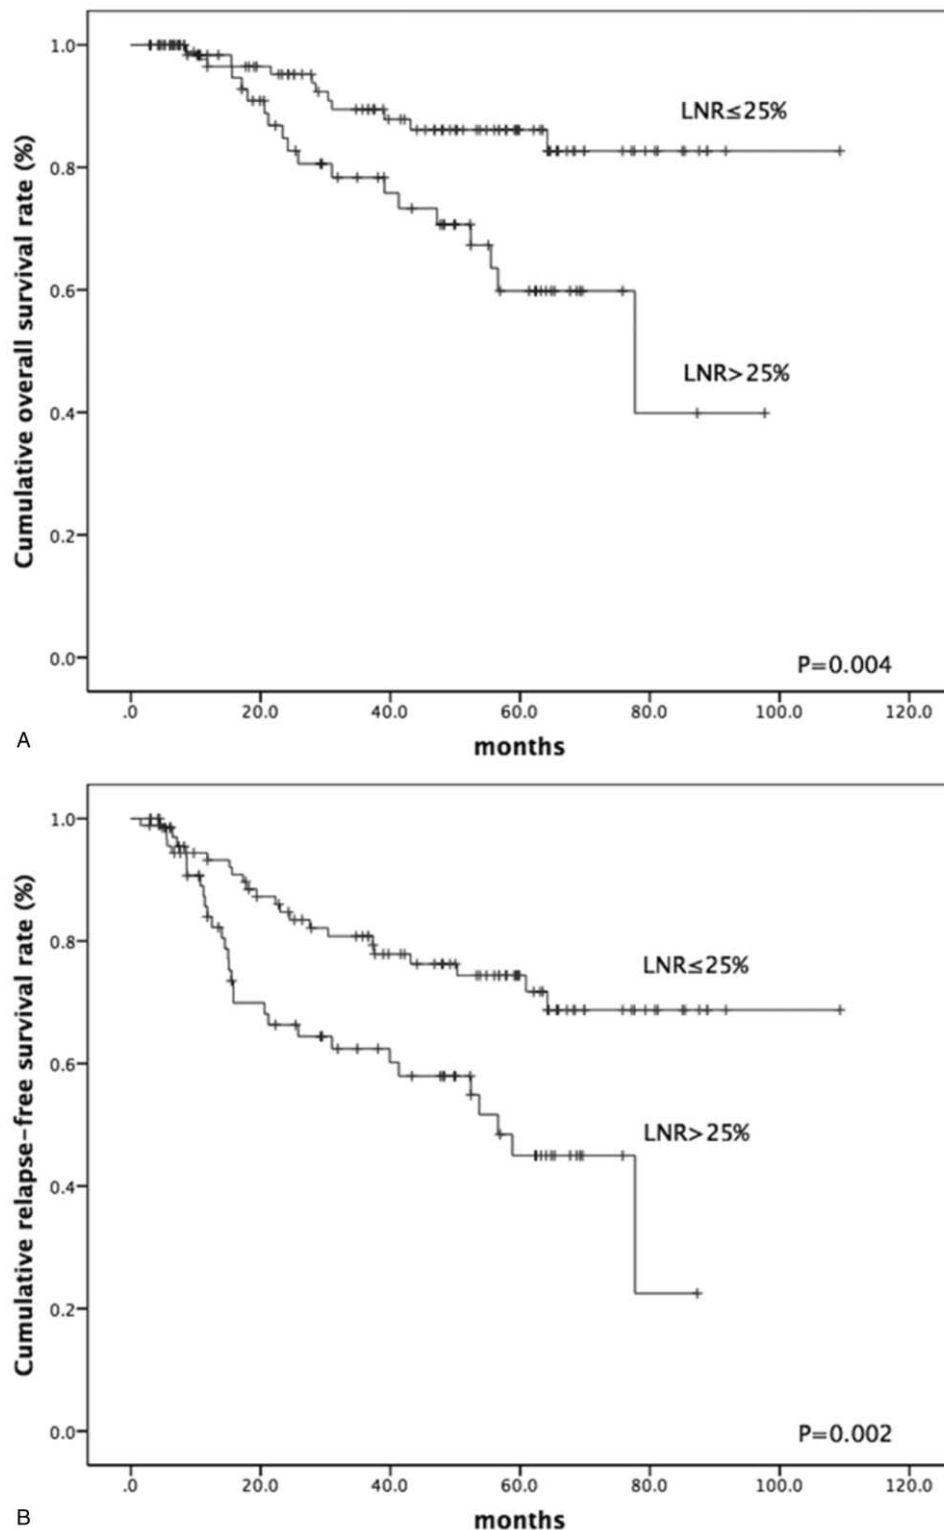 Cumulative overall survival rate (%)
1.0
0.8
0.6
0.4
0.2
0.0
LNR≤25%
LNR>25%
P=0.004
.0 20.0 40.0 60.0 80.0 100.0 120.0
months
A
Cumulative relapse-free survival rate (%)
1.0
0.8
0.6
0.4
0.2
0.0
LNR≤25%
LNR>25%
P=0.002
.0 20.0 40.0 60.0 80.0 100.0 120.0
months
B